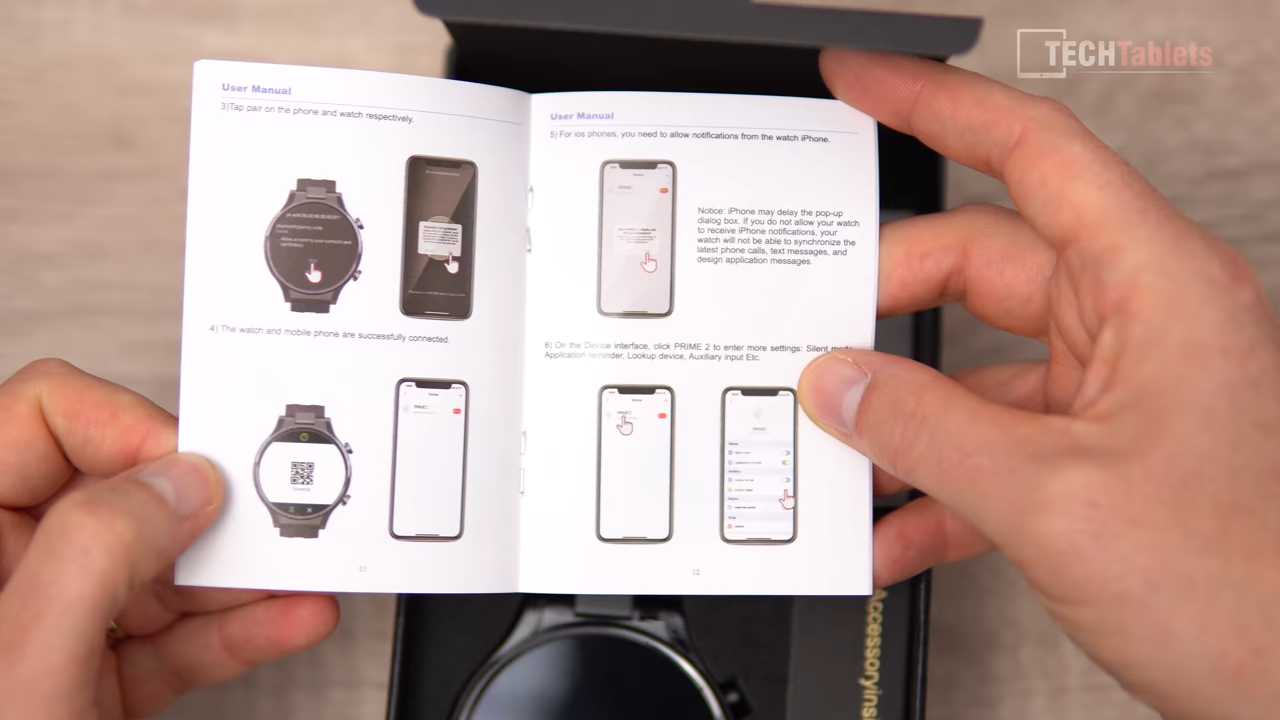 TECHTablets
User Manual
3)Tap pair on the phone and watch respectively.
4) The watch and mobile phone are successfully connected.
11
User Manual
5) For ios phones, you need to allow notifications from the watch iPhone.
Notice: iPhone may delay the pop-up
dialog box. If you do not allow your watch
to receive iPhone notifications, your
watch will not be able to synchronize the
latest phone calls, text messages, and
design application messages.
6) On the Device interface, click PRIME 2 to enter more settings: Silent mode,
Application reminder, Lookup device, Auxiliary input Etc.
12
Accessoryinsi